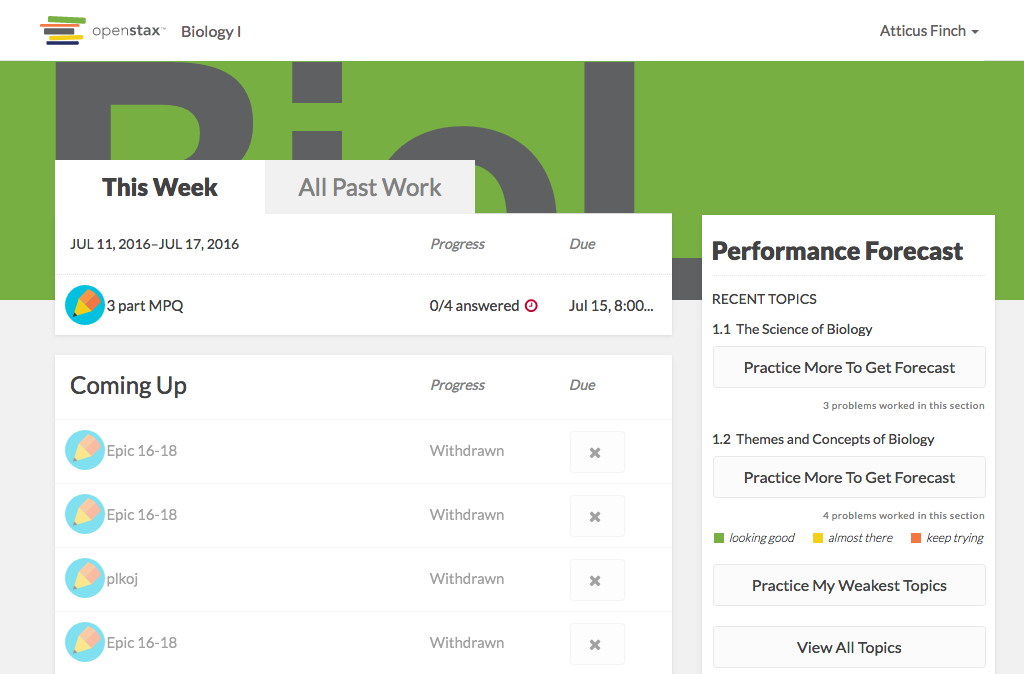 openstax™ Biology I
Atticus Finch
Biol
This Week All Past Work
JUL 11, 2016–JUL 17, 2016 Progress Due
3 part MPQ 0/4 answered Jul 15, 8:00...
Coming Up Progress Due
Epic 16-18 Withdrawn
Epic 16-18 Withdrawn
plkoj Withdrawn
Epic 16-18 Withdrawn
Performance Forecast
RECENT TOPICS
1.1 The Science of Biology
Practice More To Get Forecast
3 problems worked in this section
1.2 Themes and Concepts of Biology
Practice More To Get Forecast
4 problems worked in this section
looking good almost there keep trying
Practice My Weakest Topics
View All Topics